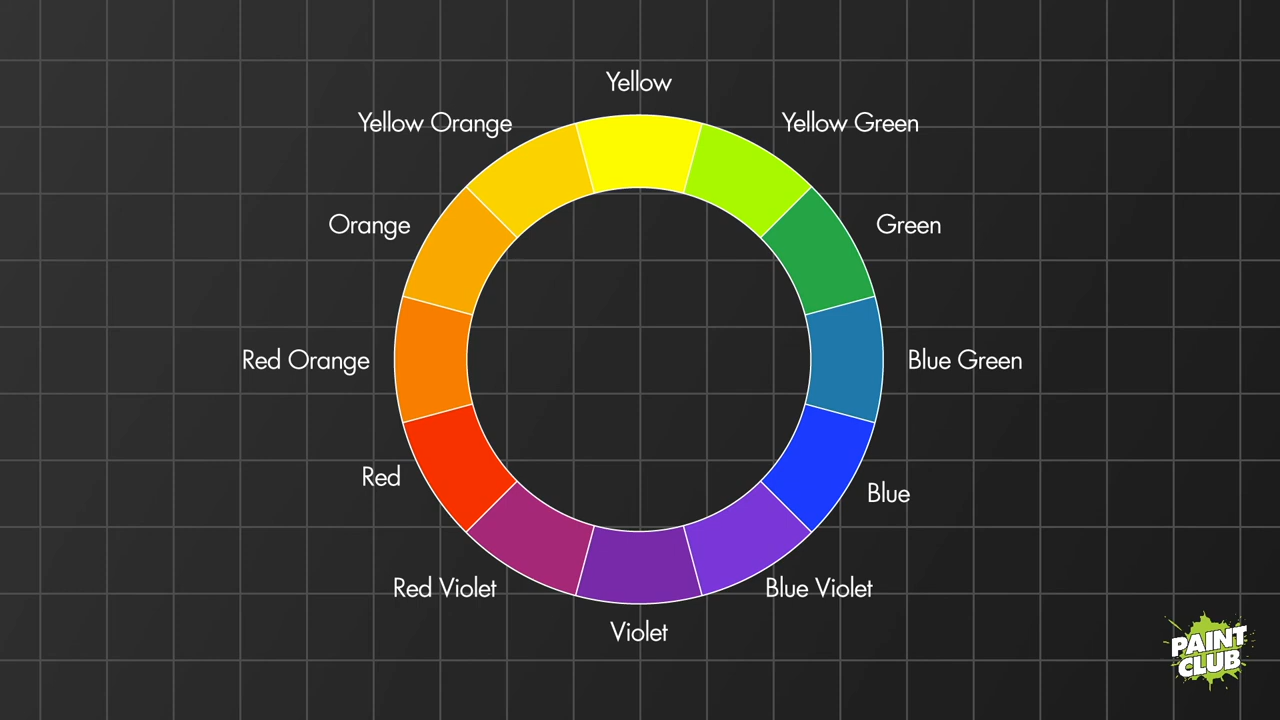 Yellow
Yellow Orange
Yellow Green
Orange
Green
Red Orange
Blue Green
Red
Blue
Red Violet
Blue Violet
Violet
PAINT
CLUB